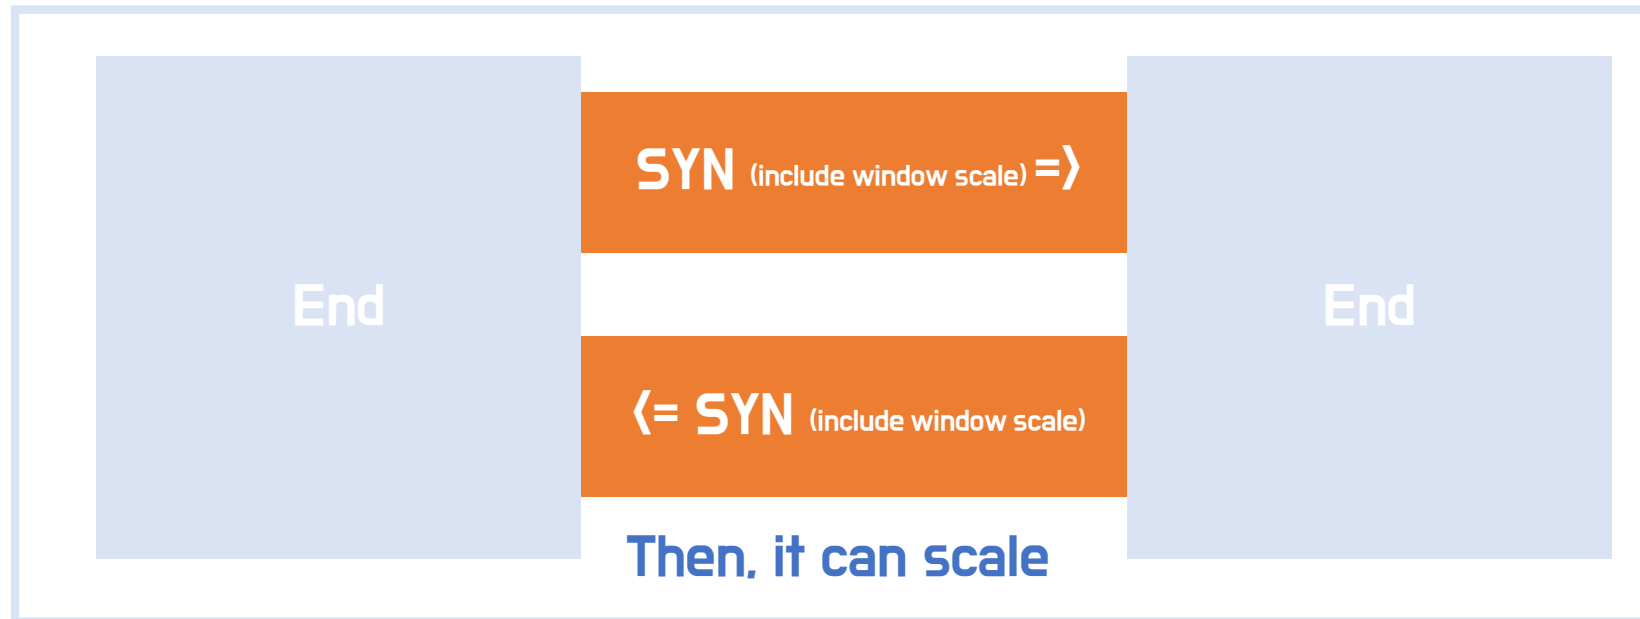 SYN (include window scale) =⟩
End
End
⟨= SYN (include window scale)
Then, it can scale